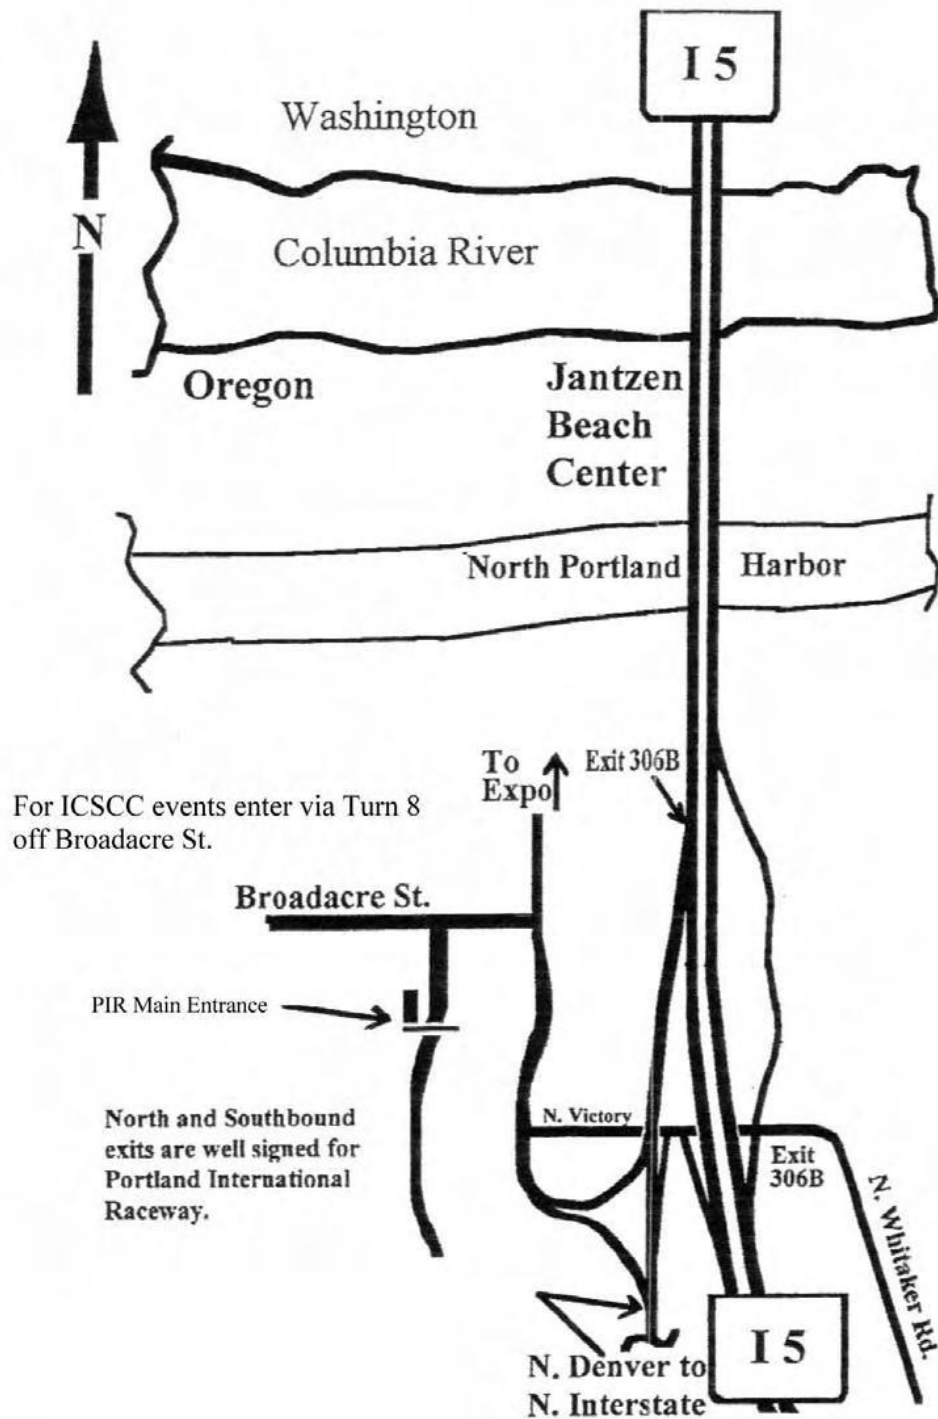 I 5
Washington
N
Columbia River
Oregon
Jantzen
Beach
Center
North Portland Harbor
To
Expo
Exit 306B
For ICSCC events enter via Turn 8
off Broadacre St.
Broadacre St.
PIR Main Entrance
North and Southbound
exits are well signed for
Portland International
Raceway.
N. Victory
Exit
306B
N. Whitaker Rd.
I 5
N. Denver to
N. Interstate